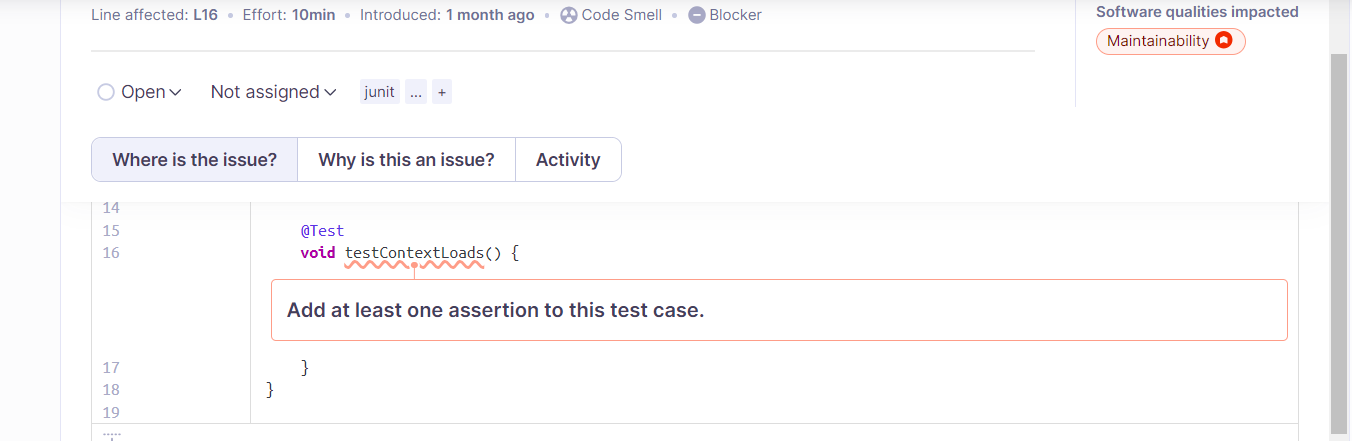 Line affected: L16 • Effort: 10min • Introduced: 1 month ago • Code Smell • Blocker
Software qualities impacted
Maintainability
Open Not assigned junit ... +
Where is the issue? Why is this an issue? Activity
14
15 @Test
16 void testContextLoads() {
Add at least one assertion to this test case.
17 }
18 }
19